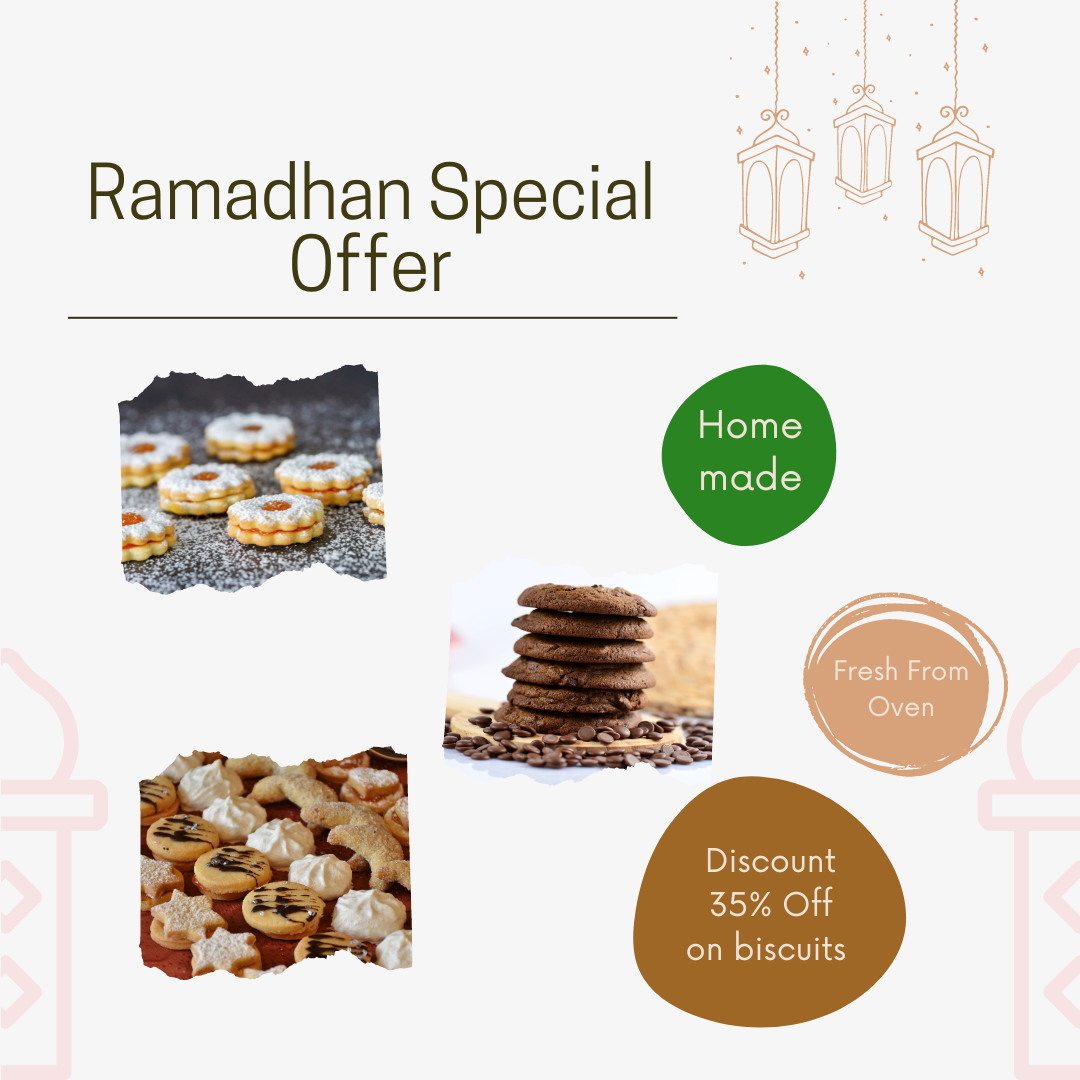 Ramadhan Special
Offer
Home
made
Fresh From
Oven
Discount
35% Off
on biscuits